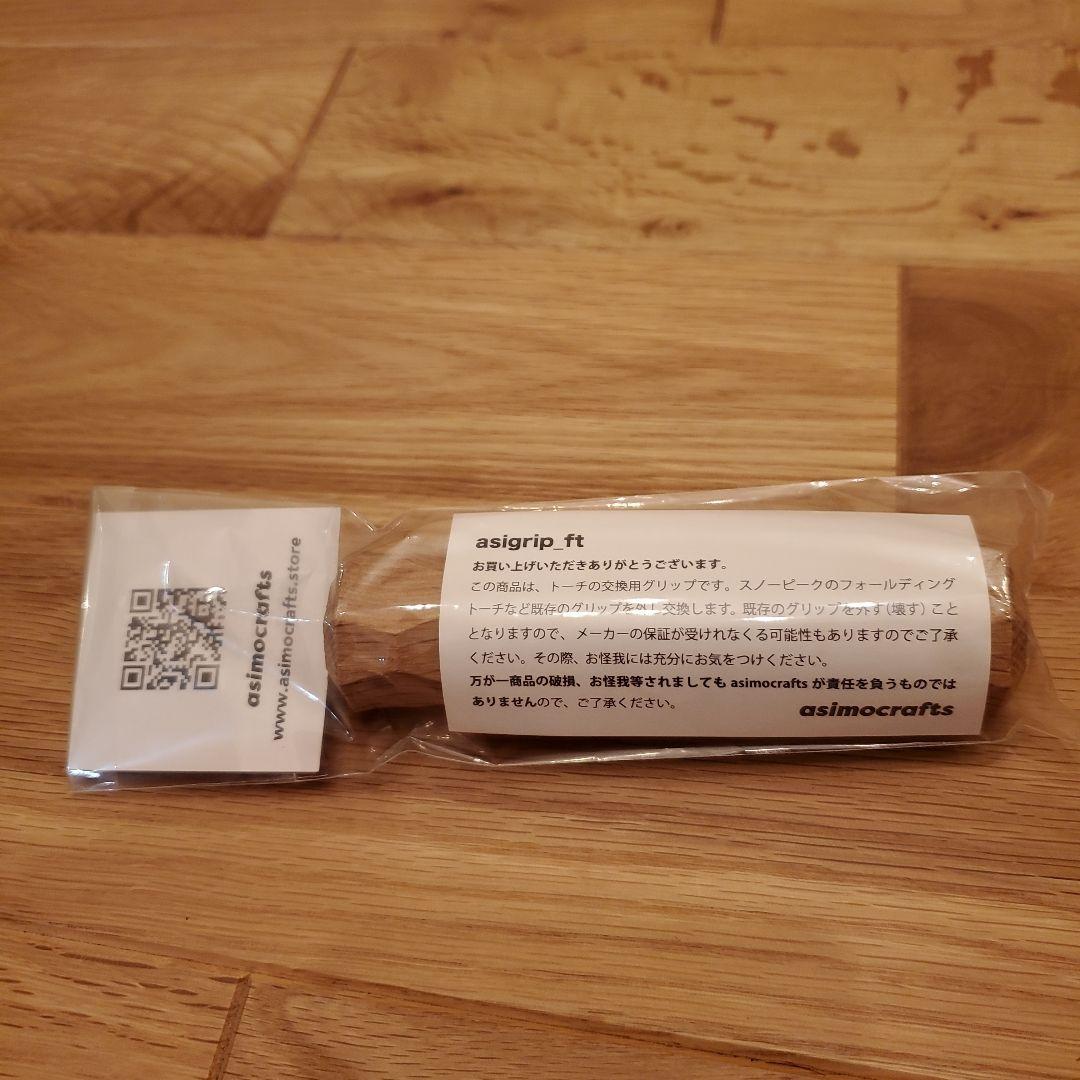 asimocrafts
www.asimocrafts.store
asigrip_ft
お買い上げいただきありがとうございます。
この商品は、トーチの交換用グリップです。スノーピークのフォールディング
トーチなど既存のグリップを外し交換します。既存のグリップを外す(壊す)こと
となりますので、メーカーの保証が受けれなくる可能性もありますのでご了承
ください。その際、お怪我には充分にお気をつけください。
万が一商品の破損、お怪我等されましても asimocrafts が責任を負うものでは
ありませんので、ご了承ください。
asimocrafts